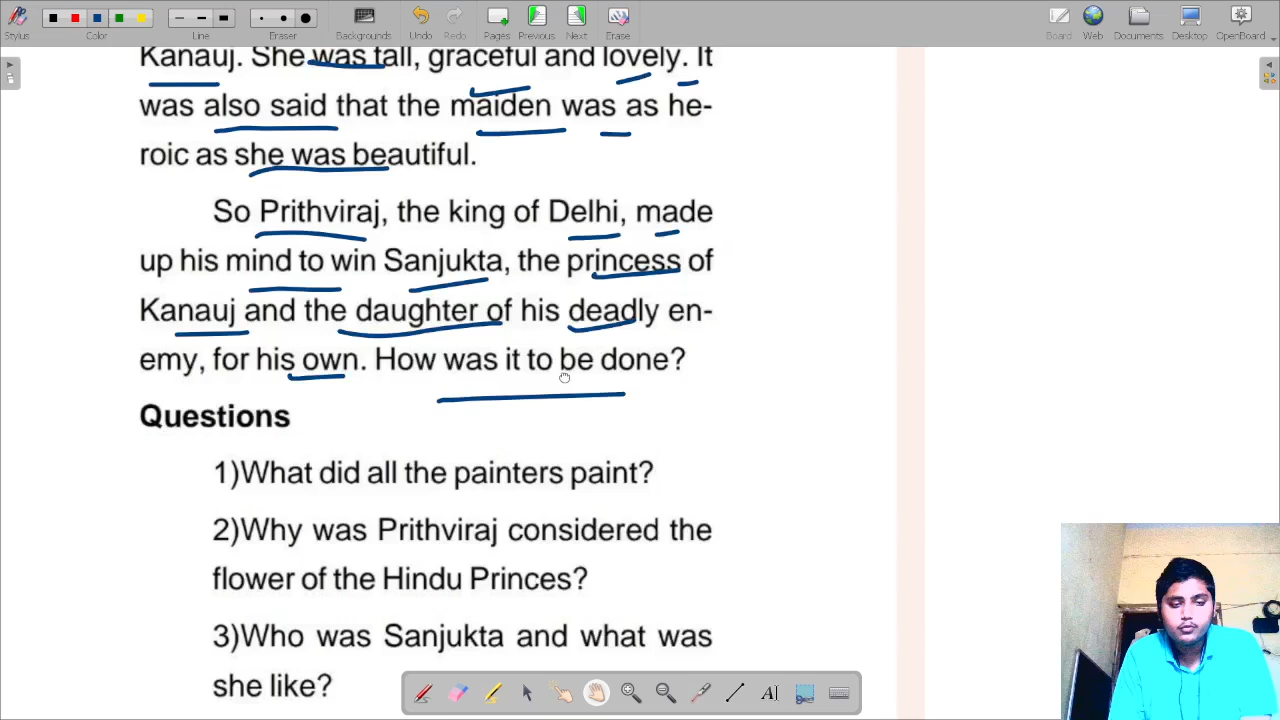 Stylus Color Line Eraser Backgrounds Undo Redo Pages Previous Next Erase Board Web Documents Desktop OpenBoard
Kanauj. She was tall, graceful and lovely. It
was also said that the maiden was as he-
roic as she was beautiful.
So Prithviraj, the king of Delhi, made
up his mind to win Sanjukta, the princess of
Kanauj and the daughter of his deadly en-
emy, for his own. How was it to be done?
Questions
1)What did all the painters paint?
2)Why was Prithviraj considered the
flower of the Hindu Princes?
3)Who was Sanjukta and what was
she like?